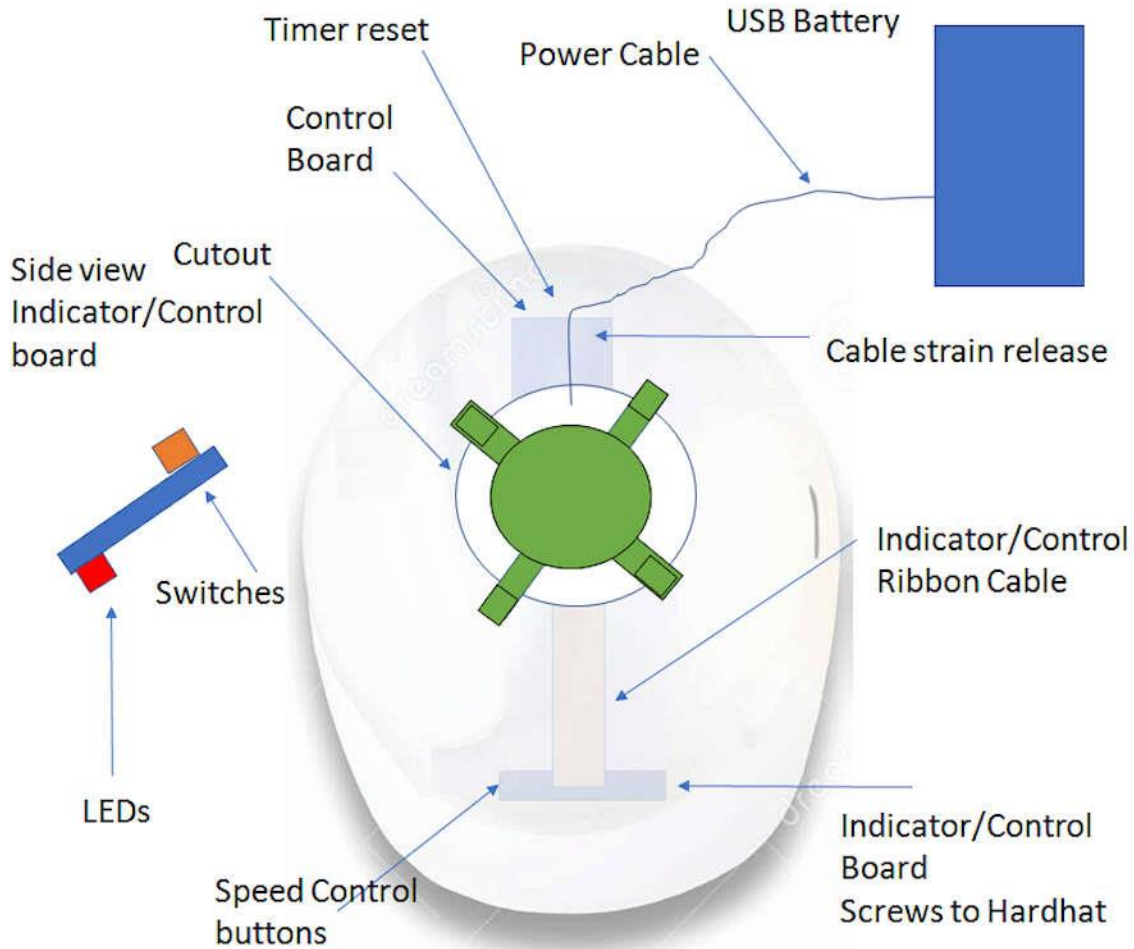 Timer reset
USB Battery
Power Cable
Control
Board
Cutout
Side view
Indicator/Control
board
Cable strain release
Switches
Indicator/Control
Ribbon Cable
LEDs
Indicator/Control
Board
Screws to Hardhat
Speed Control
buttons